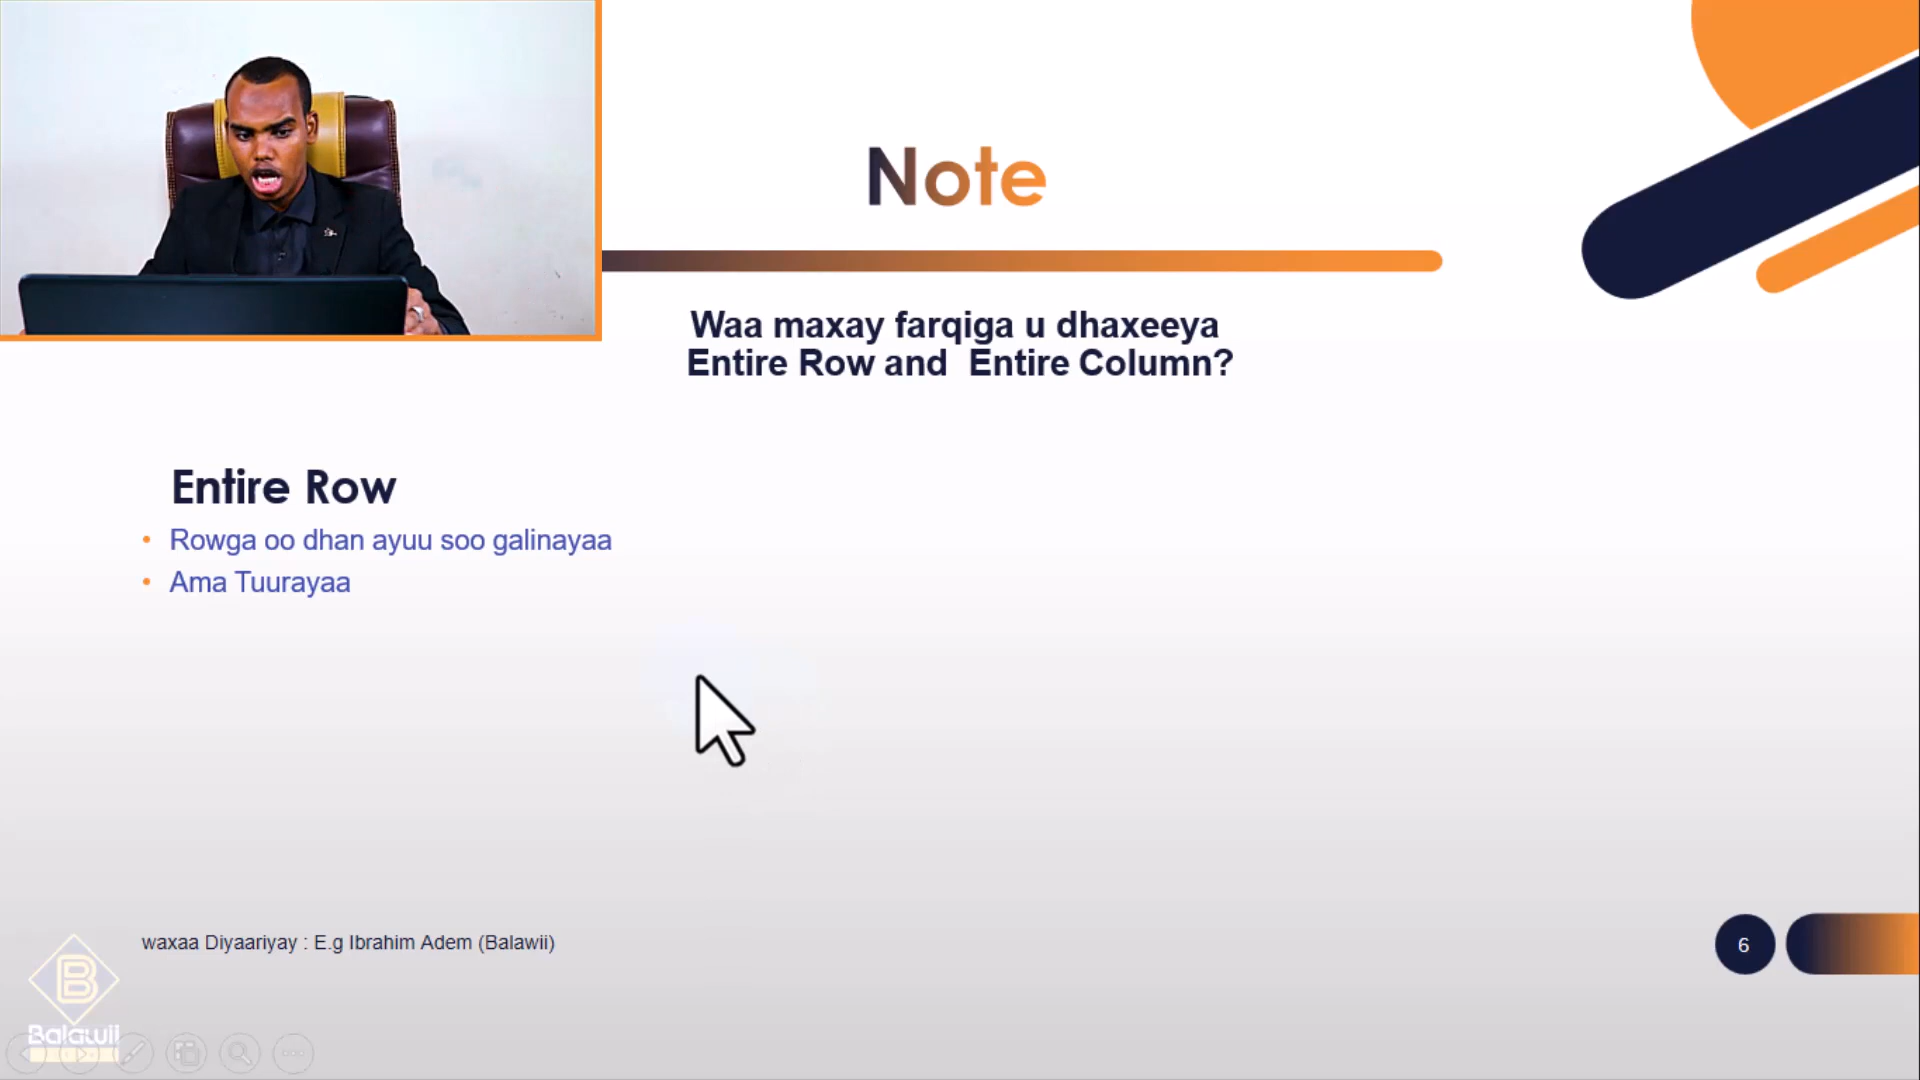 Note
Waa maxay farqiga u dhaxeeya
Entire Row and Entire Column?
Entire Row
• Rowga oo dhan ayuu soo galinayaa
• Ama Tuurayaa
waxaa Diyaariyay : E.g Ibrahim Adem (Balawii)
6
B
Balawii